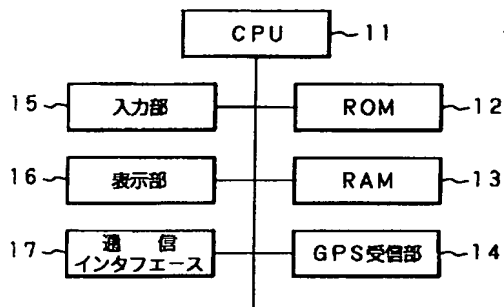 CPU 11
15 入力部 ROM 12
16 表示部 RAM 13
17 通信
インタフエース GPS受信部 14